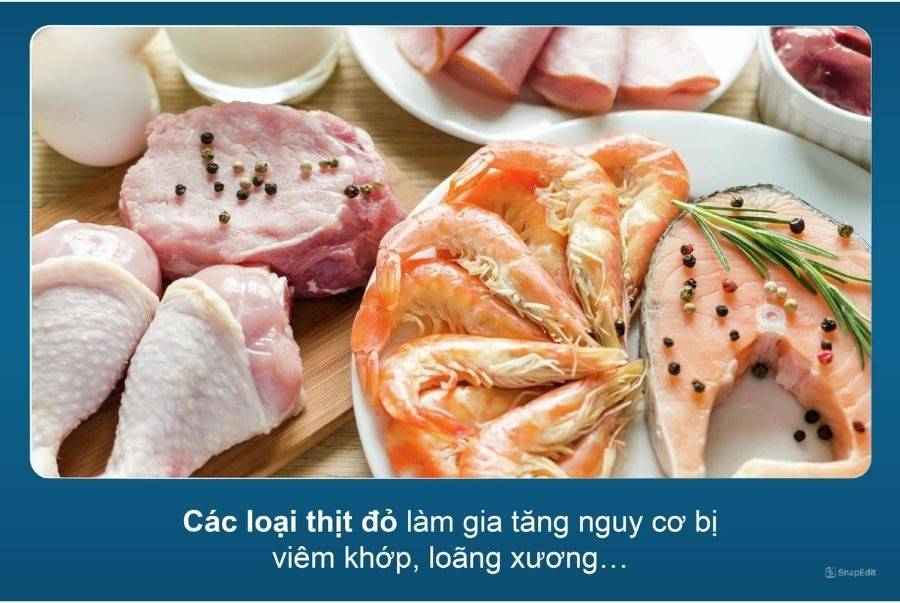 Các loại thịt đỏ làm gia tăng nguy cơ bị
viêm khớp, loãng xương...
SnapEdit